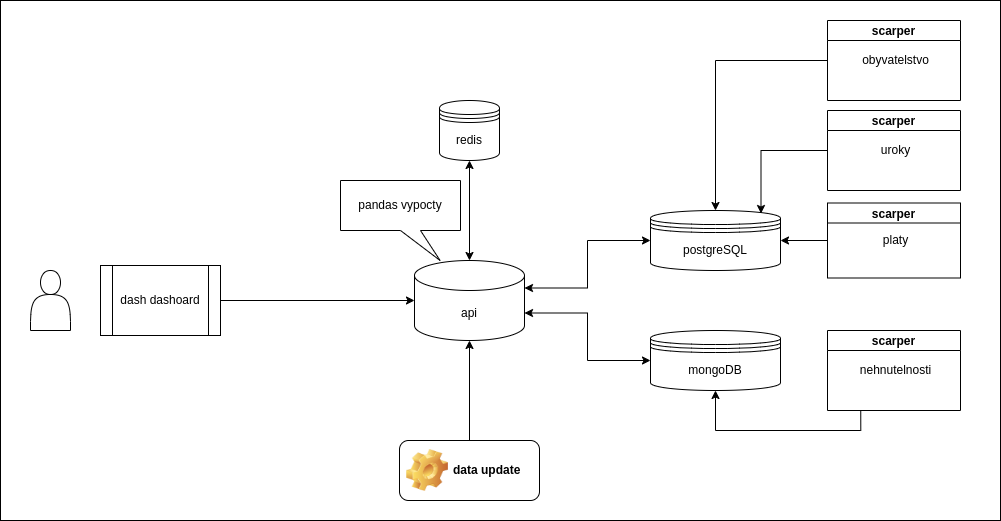 scarper
obyvatelstvo
scarper
uroky
redis
pandas vypocty
scarper
platy
postgreSQL
dash dashoard
api
scarper
nehnutelnosti
mongoDB
data update